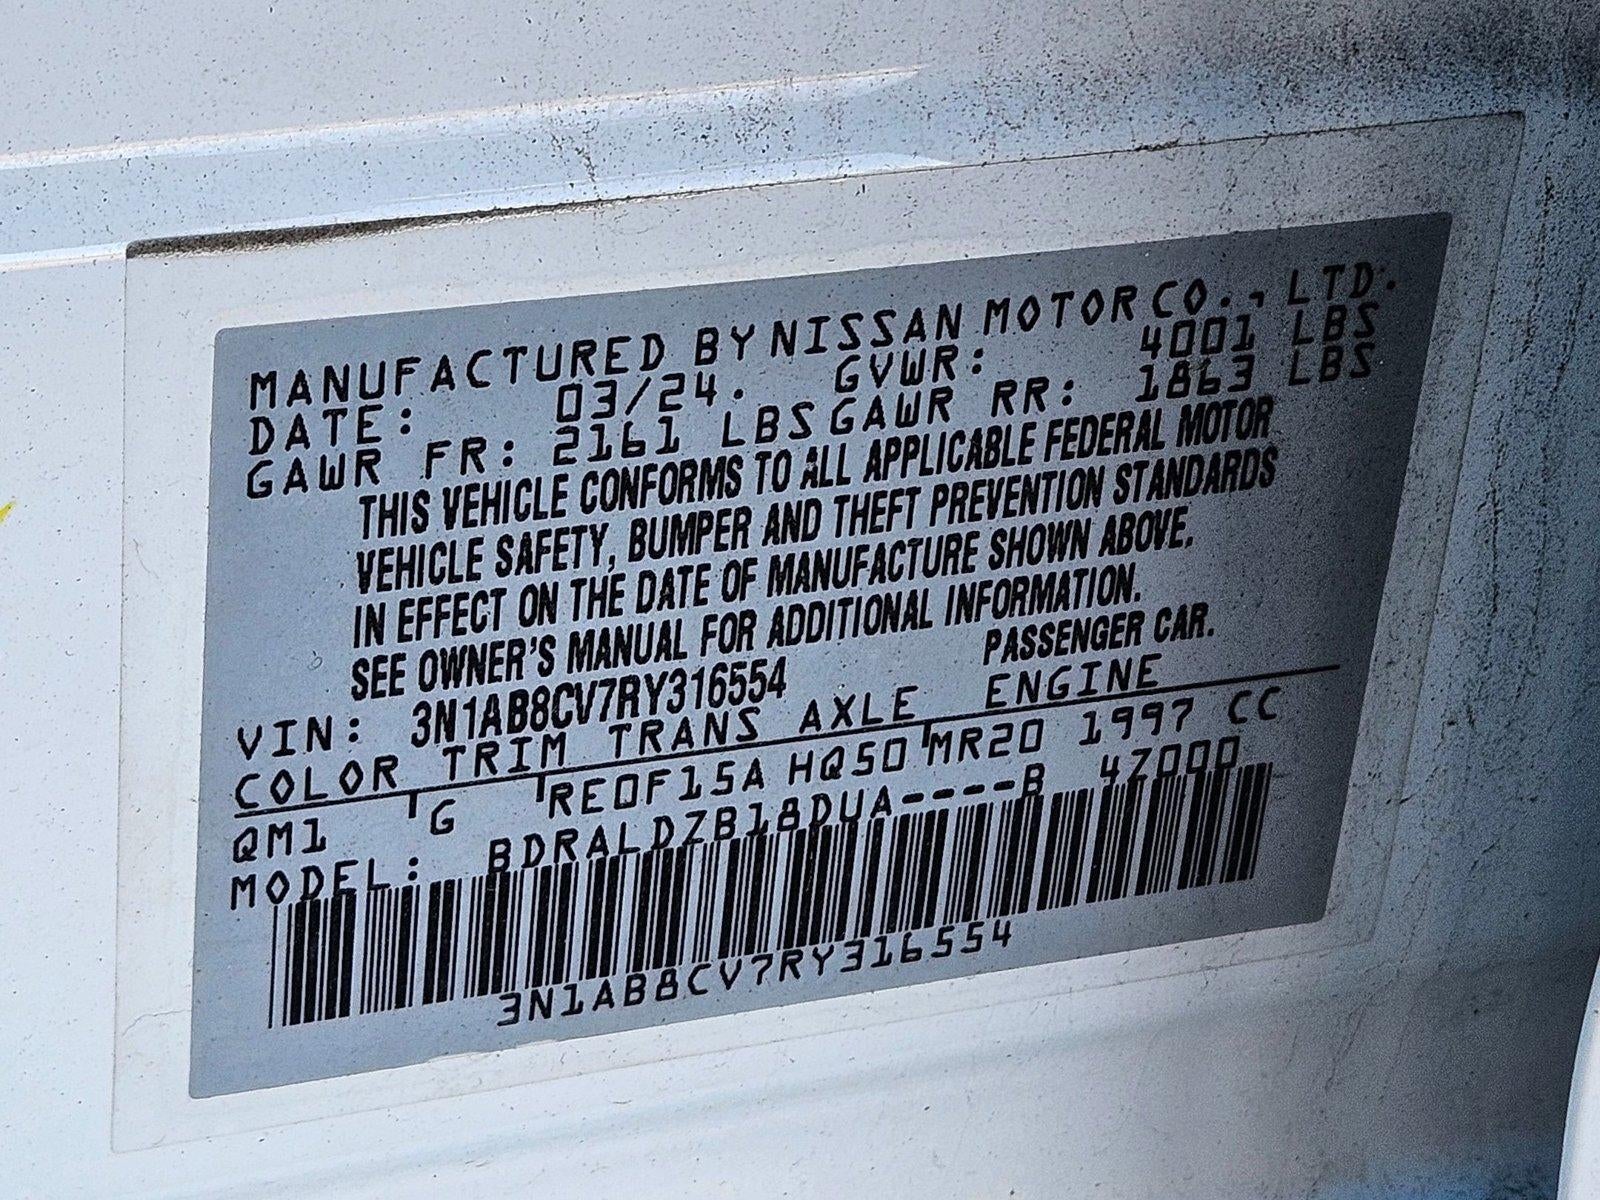 MANUFACTURED BY NISSAN MOTOR CO., LTD.
DATE: 03/24. GVWR: 4001 LBS
GAWR FR: 2161 LBS GAWR RR: 1863 LBS
THIS VEHICLE CONFORMS TO ALL APPLICABLE FEDERAL MOTOR
VEHICLE SAFETY, BUMPER AND THEFT PREVENTION STANDARDS
IN EFFECT ON THE DATE OF MANUFACTURE SHOWN ABOVE.
SEE OWNER'S MANUAL FOR ADDITIONAL INFORMATION.
VIN: 3N1AB8CV7RY316554 PASSENGER CAR.
COLOR TRIM TRANS AXLE ENGINE
QM1 G RE0F15A HQ50 MR20 1997 CC
MODEL: BDRALDZB18DUA----B 4Z000
3N1AB8CV7RY316554